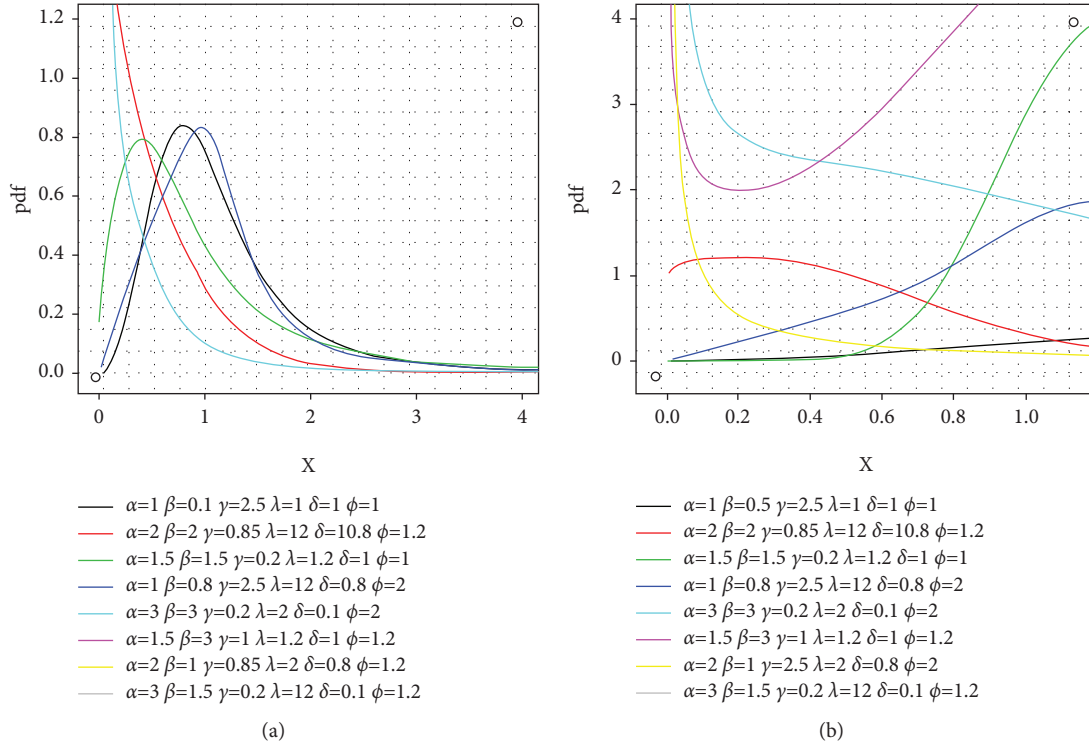 1.2
1.0
0.8
0.6
0.4
0.2
0.0
pdf
0 1 2 3 4
X
α=1 β=0.1 γ=2.5 λ=1 δ=1 ϕ=1
α=2 β=2 γ=0.85 λ=12 δ=10.8 ϕ=1.2
α=1.5 β=1.5 γ=0.2 λ=1.2 δ=1 ϕ=1
α=1 β=0.8 γ=2.5 λ=12 δ=0.8 ϕ=2
α=3 β=3 γ=0.2 λ=2 δ=0.1 ϕ=2
α=1.5 β=3 γ=1 λ=1.2 δ=1 ϕ=1.2
α=2 β=1 γ=0.85 λ=2 δ=0.8 ϕ=1.2
α=3 β=1.5 γ=0.2 λ=12 δ=0.1 ϕ=1.2
(a)
4
3
2
1
0
pdf
0.0 0.2 0.4 0.6 0.8 1.0
X
α=1 β=0.5 γ=2.5 λ=1 δ=1 ϕ=1
α=2 β=2 γ=0.85 λ=12 δ=10.8 ϕ=1.2
α=1.5 β=1.5 γ=0.2 λ=1.2 δ=1 ϕ=1
α=1 β=0.8 γ=2.5 λ=12 δ=0.8 ϕ=2
α=3 β=3 γ=0.2 λ=2 δ=0.1 ϕ=2
α=1.5 β=3 γ=1 λ=1.2 δ=1 ϕ=1.2
α=2 β=1 γ=2.5 λ=2 δ=0.8 ϕ=2
α=3 β=1.5 γ=0.2 λ=12 δ=0.1 ϕ=1.2
(b)